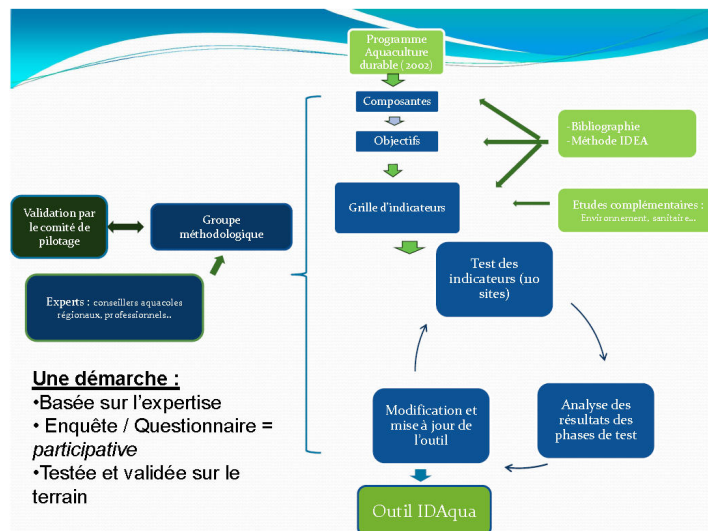 Programme
Aquaculture
durable (2002)
Composantes
Objectifs
-Bibliographie
-Méthode IDEA
Grille d'indicateurs
Etudes complémentaires :
Environnement, sanitaire...
Validation par
le comité de
pilotage
Groupe
méthodologique
Experts : conseillers aquacoles
régionaux, professionnels..
Test des
indicateurs (110
sites)
Une démarche :
•Basée sur l'expertise
• Enquête / Questionnaire =
participative
•Testée et validée sur le
terrain
Modification et
mise à jour de
l'outil
Analyse des
résultats des
phases de test
Outil IDAqua